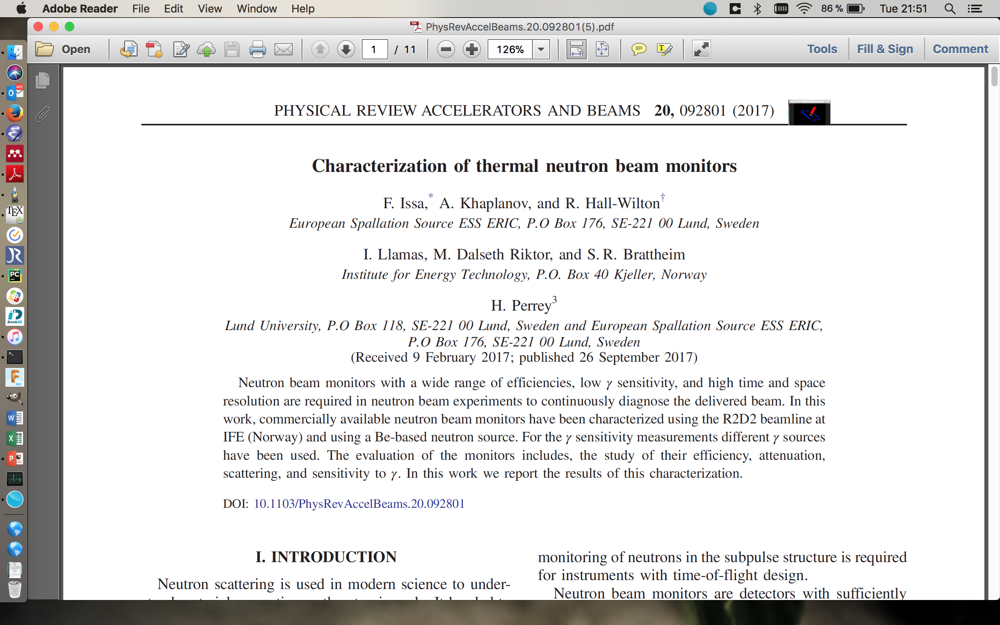 Adobe Reader File Edit View Window Help 86 % Tue 21:51
PhysRevAccelBeams.20.092801(5).pdf
Open 1 / 11 126% Tools Fill & Sign Comment
483
PHYSICAL REVIEW ACCELERATORS AND BEAMS 20, 092801 (2017)
Characterization of thermal neutron beam monitors
F. Issa,* A. Khaplanov, and R. Hall-Wilton†
European Spallation Source ESS ERIC, P.O Box 176, SE-221 00 Lund, Sweden
I. Llamas, M. Dalseth Riktor, and S. R. Brattheim
Institute for Energy Technology, P.O. Box 40 Kjeller, Norway
H. Perrey3
Lund University, P.O Box 118, SE-221 00 Lund, Sweden and European Spallation Source ESS ERIC,
P.O Box 176, SE-221 00 Lund, Sweden
(Received 9 February 2017; published 26 September 2017)
Neutron beam monitors with a wide range of efficiencies, low γ sensitivity, and high time and space
resolution are required in neutron beam experiments to continuously diagnose the delivered beam. In this
work, commercially available neutron beam monitors have been characterized using the R2D2 beamline at
IFE (Norway) and using a Be-based neutron source. For the γ sensitivity measurements different γ sources
have been used. The evaluation of the monitors includes, the study of their efficiency, attenuation,
scattering, and sensitivity to γ. In this work we report the results of this characterization.
DOI: 10.1103/PhysRevAccelBeams.20.092801
I. INTRODUCTION
Neutron scattering is used in modern science to under-
monitoring of neutrons in the subpulse structure is required
for instruments with time-of-flight design.
Neutron beam monitors are detectors with sufficiently
TEX
PC
BankID
360